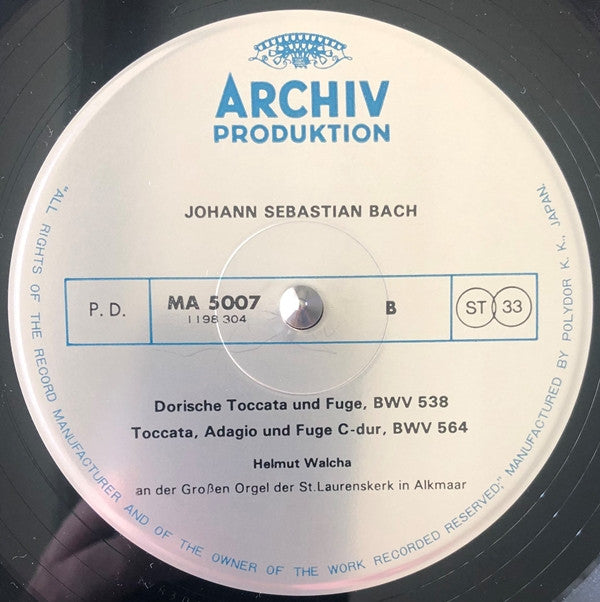 ARCHIV
PRODUKTION
JOHANN SEBASTIAN BACH
P. D.
MA 5007
1198 304
B
ST 33
Dorische Toccata und Fuge, BWV 538
Toccata, Adagio und Fuge C-dur, BWV 564
Helmut Walcha
an der Großen Orgel der St.Laurenskerk in Alkmaar
"ALL RIGHTS OF THE RECORD MANUFACTURER AND OF THE OWNER OF THE WORK RECORDED RESERVED;" MANUFACTURED BY POLYDOR K. K., JAPAN.